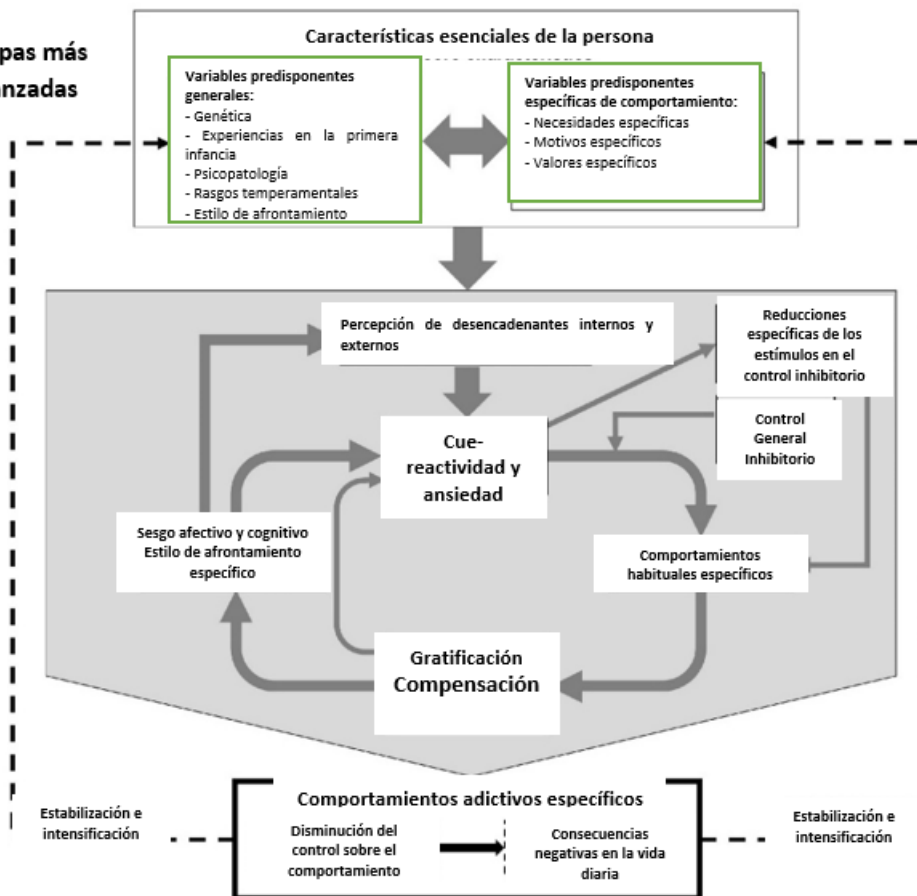 Características esenciales de la persona
pas más
nzadas
Variables predisponentes
generales:
- Genética
- Experiencias en la primera
infancia
- Psicopatología
- Rasgos temperamentales
- Estilo de afrontamiento
Variables predisponentes
específicas de comportamiento:
- Necesidades específicas
- Motivos específicos
- Valores específicos
Percepción de desencadenantes internos y
externos
Reducciones
específicas de los
estímulos en el
control inhibitorio
Control
General
Inhibitorio
Cue-
reactividad y
ansiedad
Sesgo afectivo y cognitivo
Estilo de afrontamiento
específico
Comportamientos
habituales específicos
Gratificación
Compensación
Comportamientos adictivos específicos
Disminución del
control sobre el
comportamiento
Consecuencias
negativas en la vida
diaria
Estabilización e
intensificación
Estabilización e
intensificación